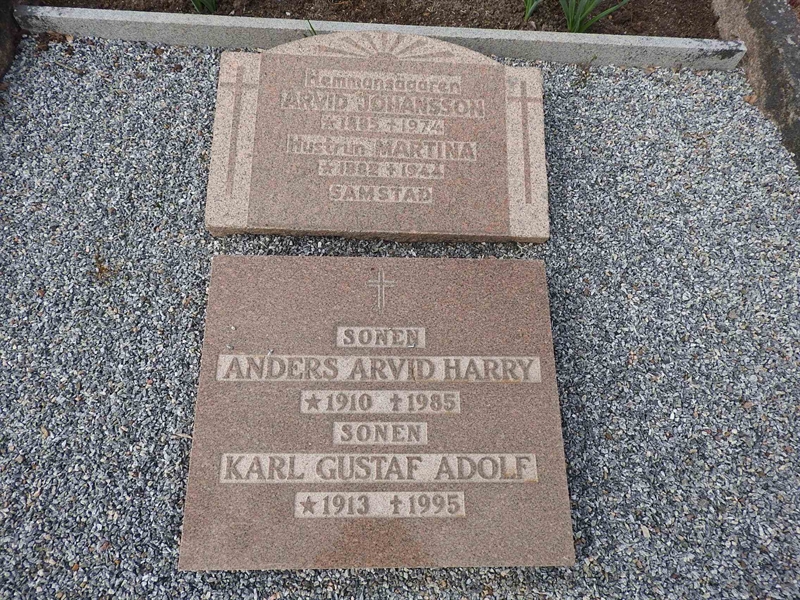 Hemmansägaren
ARVID JOHANSSON
★1885 ✝1974
Hustrun MARTINA
★1882 ✝1944
SAMSTAD
SONEN
ANDERS ARVID HARRY
★1910 ✝1985
SONEN
KARL GUSTAF ADOLF
★1913 ✝1995